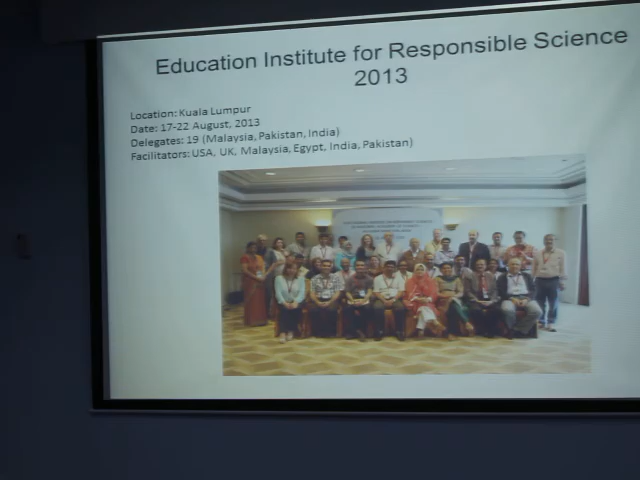 Education Institute for Responsible Science
2013
Location: Kuala Lumpur
Date: 17-22 August, 2013
Delegates: 19 (Malaysia, Pakistan, India)
Facilitators: USA, UK, Malaysia, Egypt, India, Pakistan)